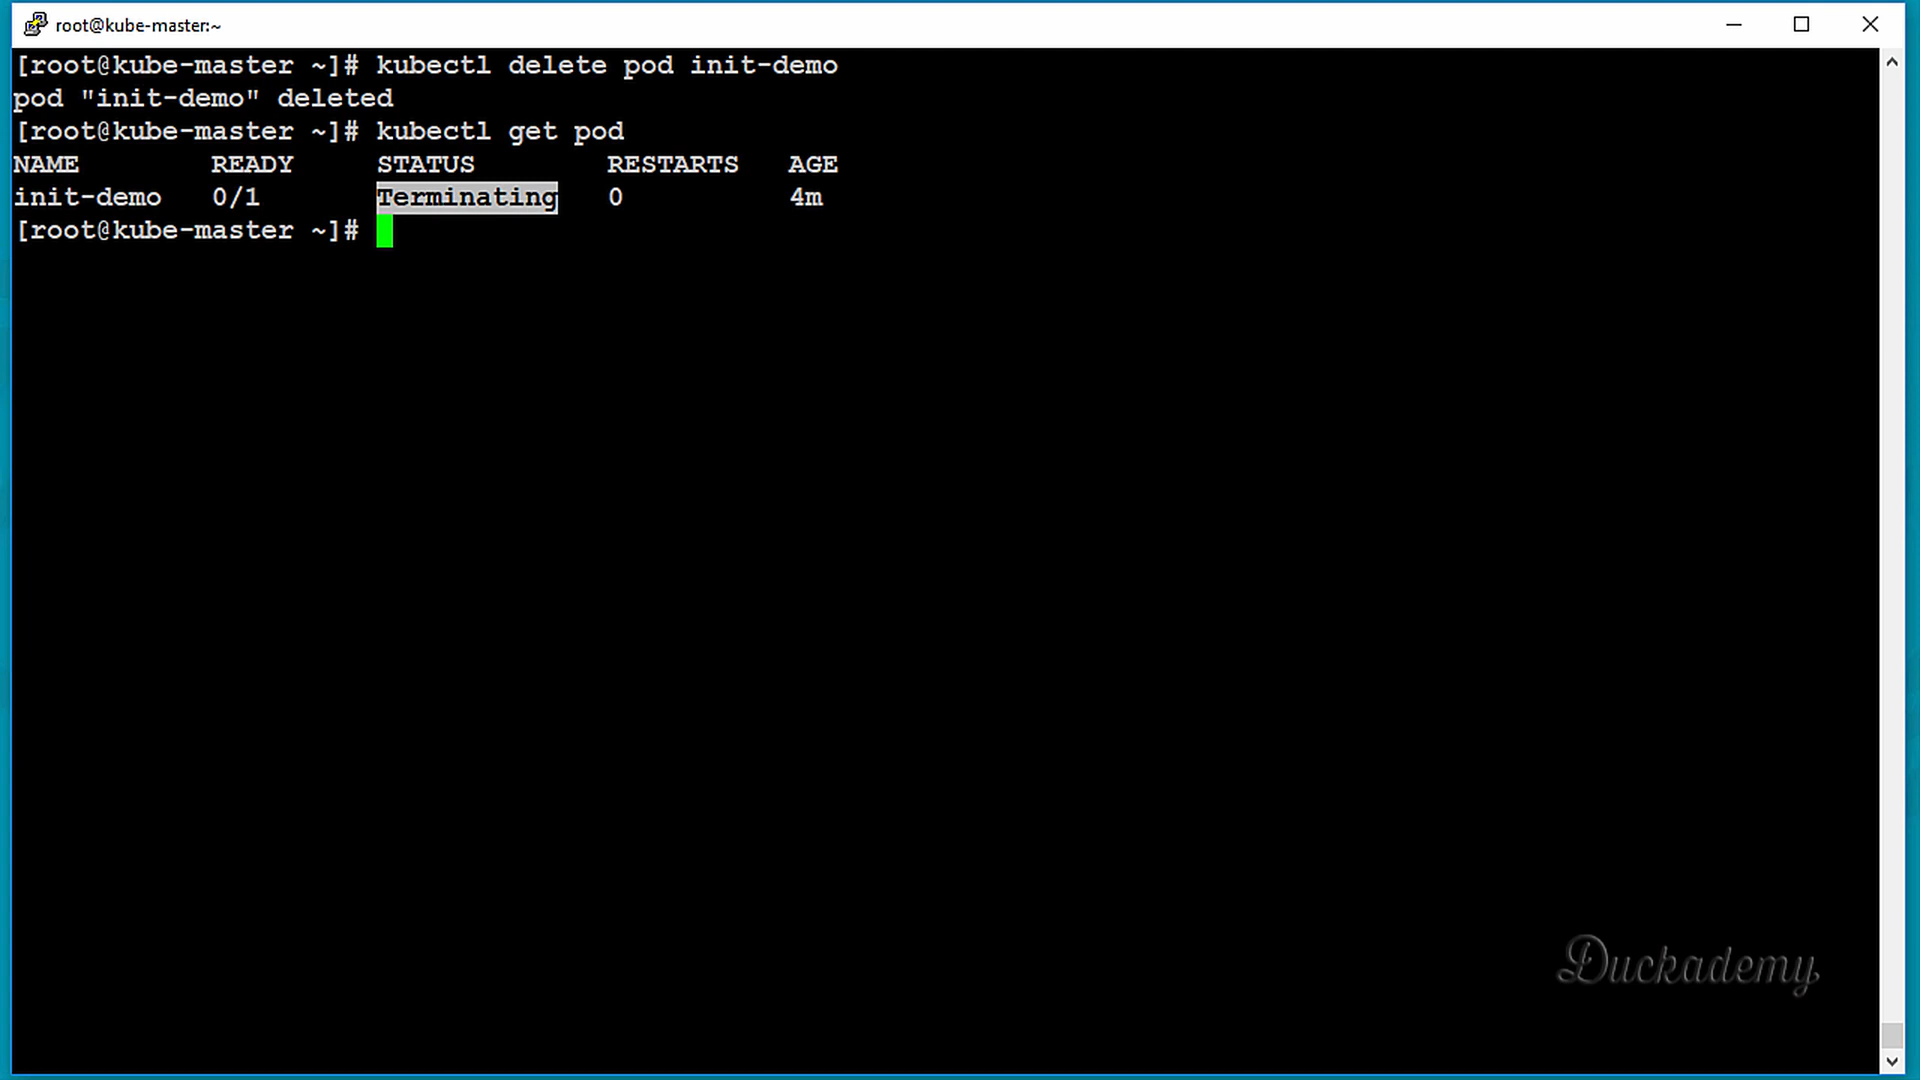 root@kube-master:~
[root@kube-master ~]# kubectl delete pod init-demo
pod "init-demo" deleted
[root@kube-master ~]# kubectl get pod
NAME READY STATUS RESTARTS AGE
init-demo 0/1 Terminating 0 4m
[root@kube-master ~]#
Duckademy